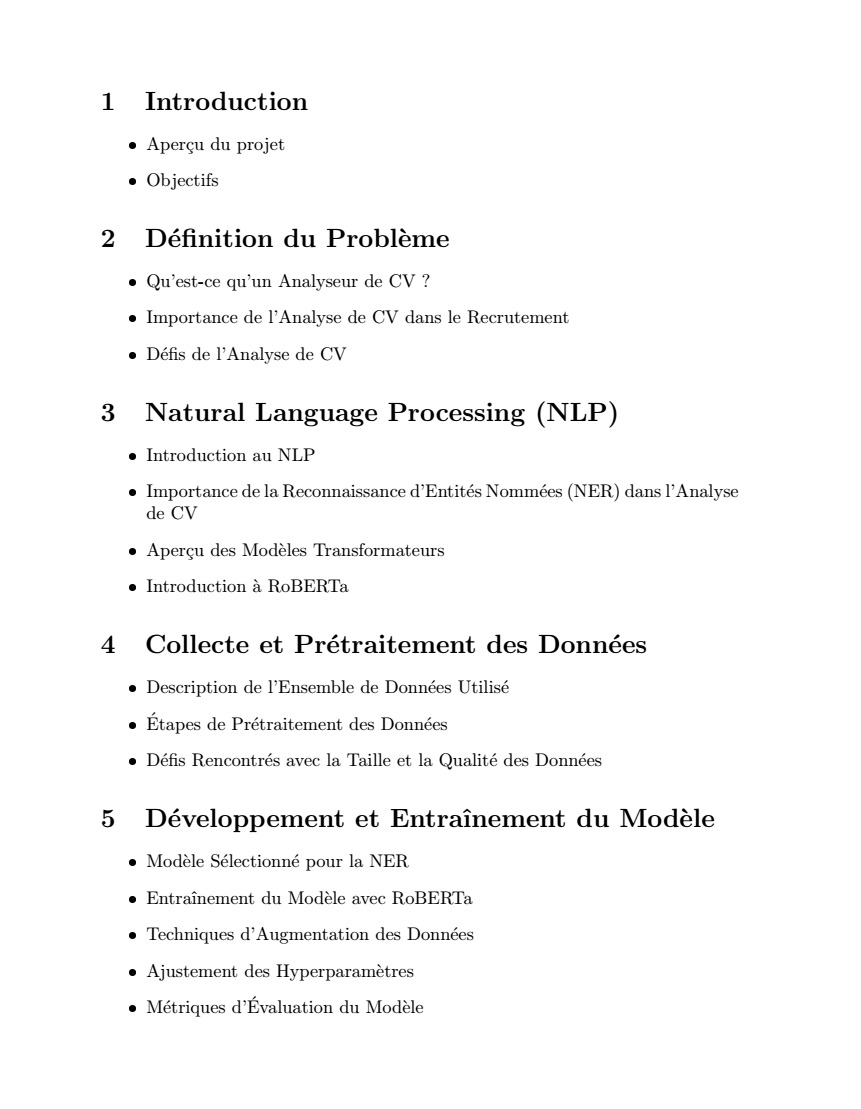 1 Introduction
• Aperçu du projet
• Objectifs
2 Définition du Problème
• Qu'est-ce qu'un Analyseur de CV ?
• Importance de l'Analyse de CV dans le Recrutement
• Défis de l'Analyse de CV
3 Natural Language Processing (NLP)
• Introduction au NLP
• Importance de la Reconnaissance d'Entités Nommées (NER) dans l'Analyse
de CV
• Aperçu des Modèles Transformateurs
• Introduction à RoBERTa
4 Collecte et Prétraitement des Données
• Description de l'Ensemble de Données Utilisé
• Étapes de Prétraitement des Données
• Défis Rencontrés avec la Taille et la Qualité des Données
5 Développement et Entraînement du Modèle
• Modèle Sélectionné pour la NER
• Entraînement du Modèle avec RoBERTa
• Techniques d'Augmentation des Données
• Ajustement des Hyperparamètres
• Métriques d'Évaluation du Modèle